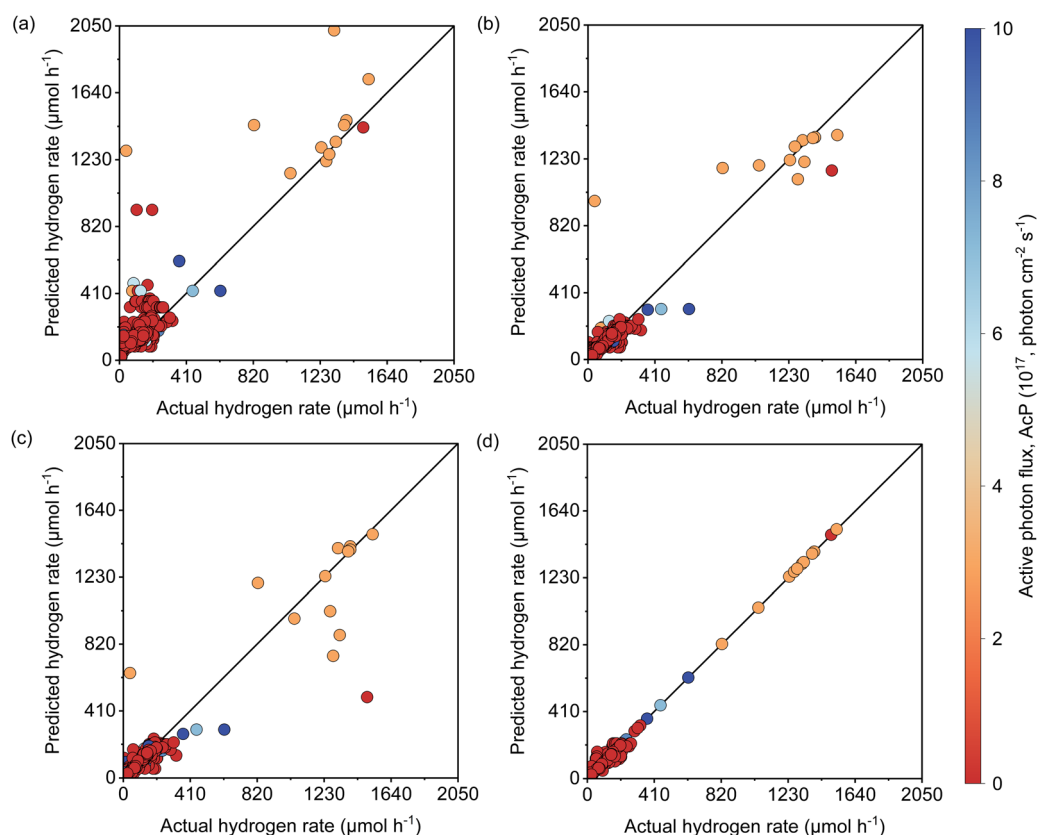 (a)
Predicted hydrogen rate (μmol h⁻¹)
2050
1640
1230
820
410
0
0 410 820 1230 1640 2050
Actual hydrogen rate (μmol h⁻¹)
(b)
Predicted hydrogen rate (μmol h⁻¹)
2050
1640
1230
820
410
0
0 410 820 1230 1640 2050
Actual hydrogen rate (μmol h⁻¹)
(c)
Predicted hydrogen rate (μmol h⁻¹)
2050
1640
1230
820
410
0
0 410 820 1230 1640 2050
Actual hydrogen rate (μmol h⁻¹)
(d)
Predicted hydrogen rate (μmol h⁻¹)
2050
1640
1230
820
410
0
0 410 820 1230 1640 2050
Actual hydrogen rate (μmol h⁻¹)
10
8
6
4
2
0
Active photon flux, AcP (10¹⁷, photon cm⁻² s⁻¹)